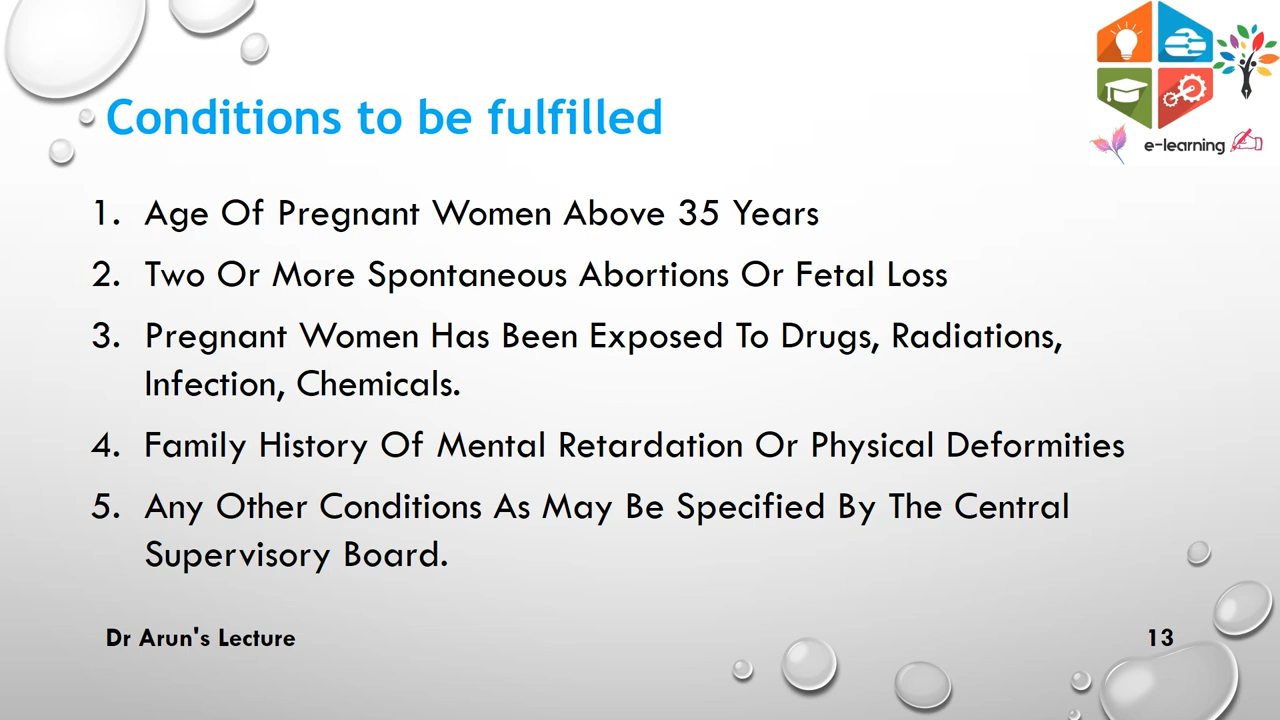 e-learning
Conditions to be fulfilled
1. Age Of Pregnant Women Above 35 Years
2. Two Or More Spontaneous Abortions Or Fetal Loss
3. Pregnant Women Has Been Exposed To Drugs, Radiations,
Infection, Chemicals.
4. Family History Of Mental Retardation Or Physical Deformities
5. Any Other Conditions As May Be Specified By The Central
Supervisory Board.
Dr Arun's Lecture
13